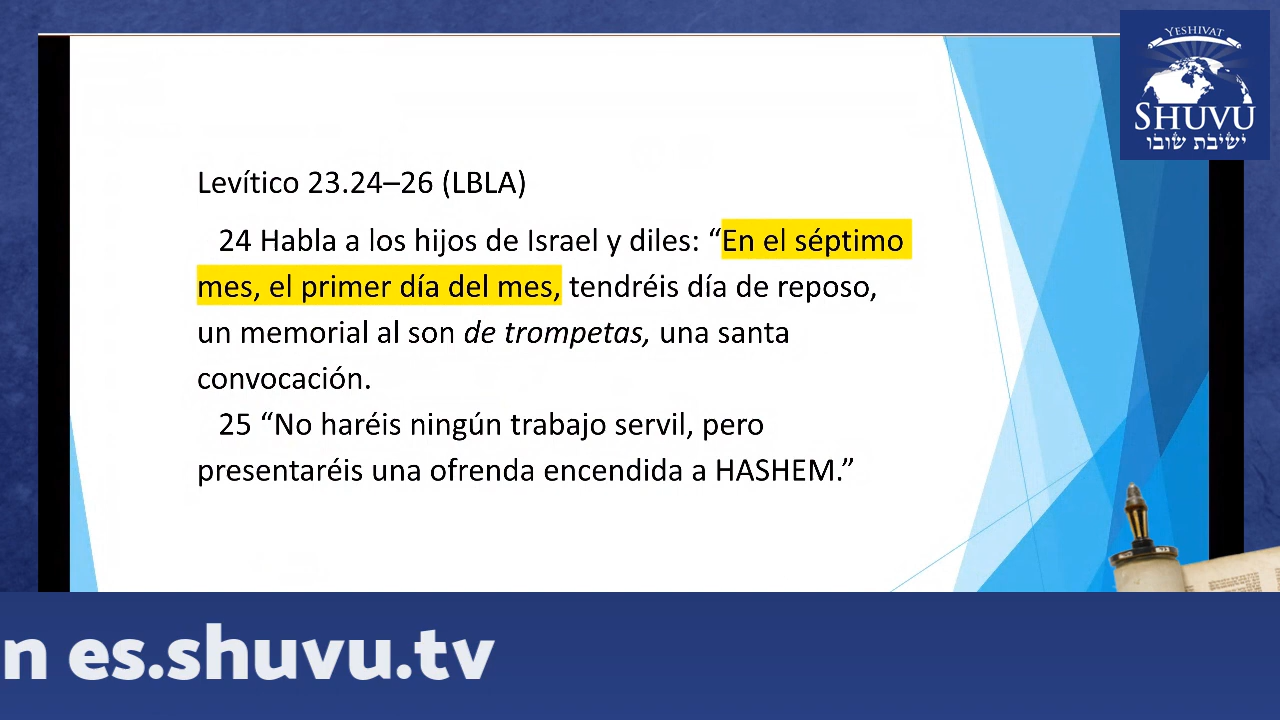 YESHIVAT
SHUVU
ישיבת שובו
Levítico 23.24–26 (LBLA)
24 Habla a los hijos de Israel y diles: “En el séptimo
mes, el primer día del mes, tendréis día de reposo,
un memorial al son de trompetas, una santa
convocación.
25 “No haréis ningún trabajo servil, pero
presentaréis una ofrenda encendida a HASHEM.”
n es.shuvu.tv